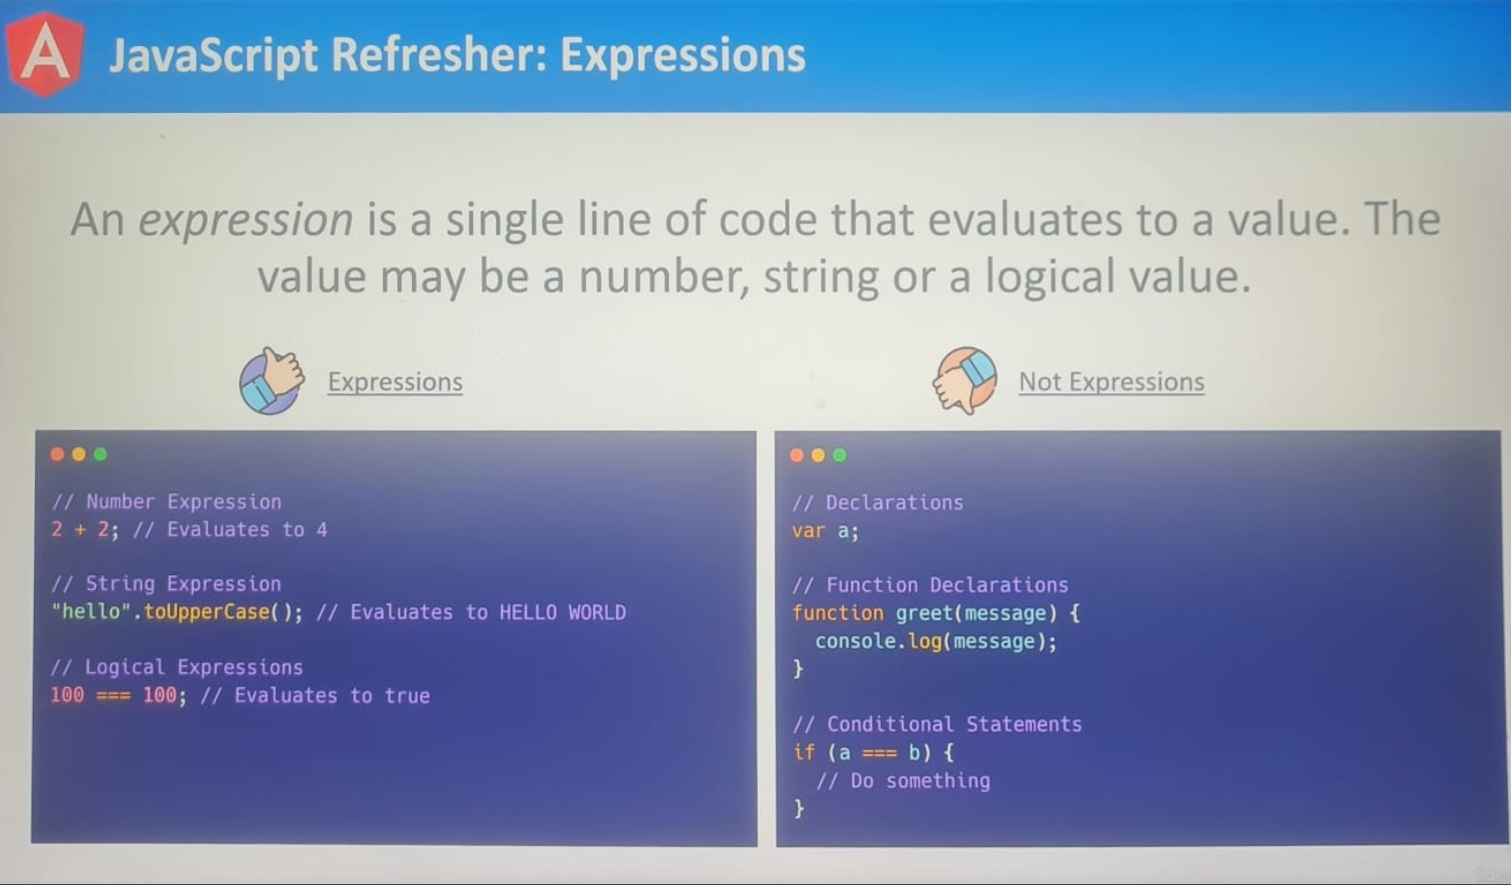 A
JavaScript Refresher: Expressions
An expression is a single line of code that evaluates to a value. The
value may be a number, string or a logical value.
Expressions
// Number Expression
2 + 2; // Evaluates to 4
// String Expression
"hello".toUpperCase(); // Evaluates to HELLO WORLD
// Logical Expressions
100 === 100; // Evaluates to true
Not Expressions
// Declarations
var a;
// Function Declarations
function greet(message) {
console.log(message);
}
// Conditional Statements
if (a === b) {
// Do something
}